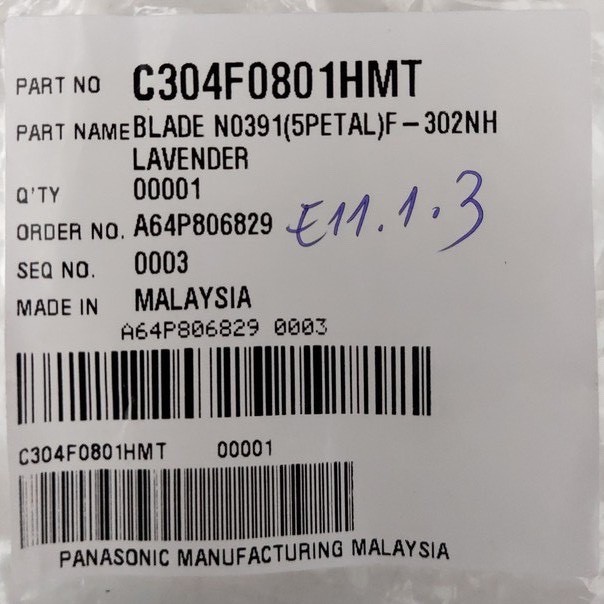 PART NO C304F0801HMT
PART NAME BLADE N0391(5PETAL)F-302NH
LAVENDER
Q'TY 00001
ORDER NO. A64P806829 E11.1.3
SEQ NO. 0003
MADE IN MALAYSIA
A64P806829 0003
C304F0801HMT 00001
PANASONIC MANUFACTURING MALAYSIA